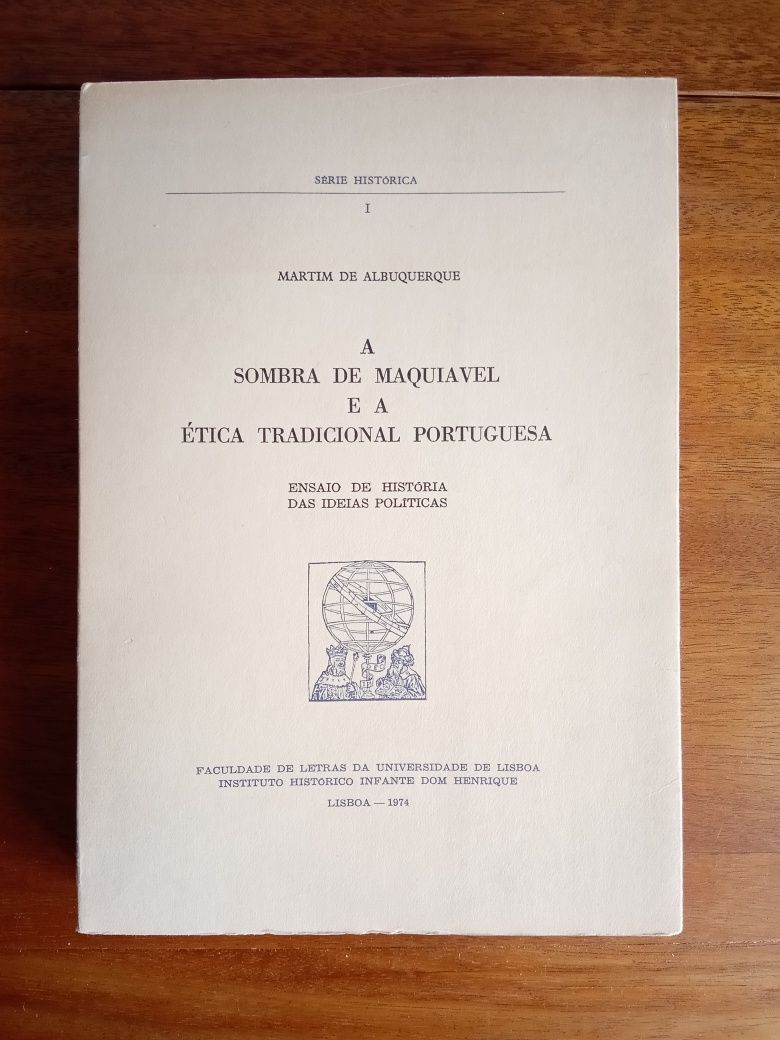 SÉRIE HISTÓRICA
I
MARTIM DE ALBUQUERQUE
A
SOMBRA DE MAQUIAVEL
E A
ÉTICA TRADICIONAL PORTUGUESA
ENSAIO DE HISTÓRIA
DAS IDEIAS POLÍTICAS
FACULDADE DE LETRAS DA UNIVERSIDADE DE LISBOA
INSTITUTO HISTÓRICO INFANTE DOM HENRIQUE
LISBOA — 1974